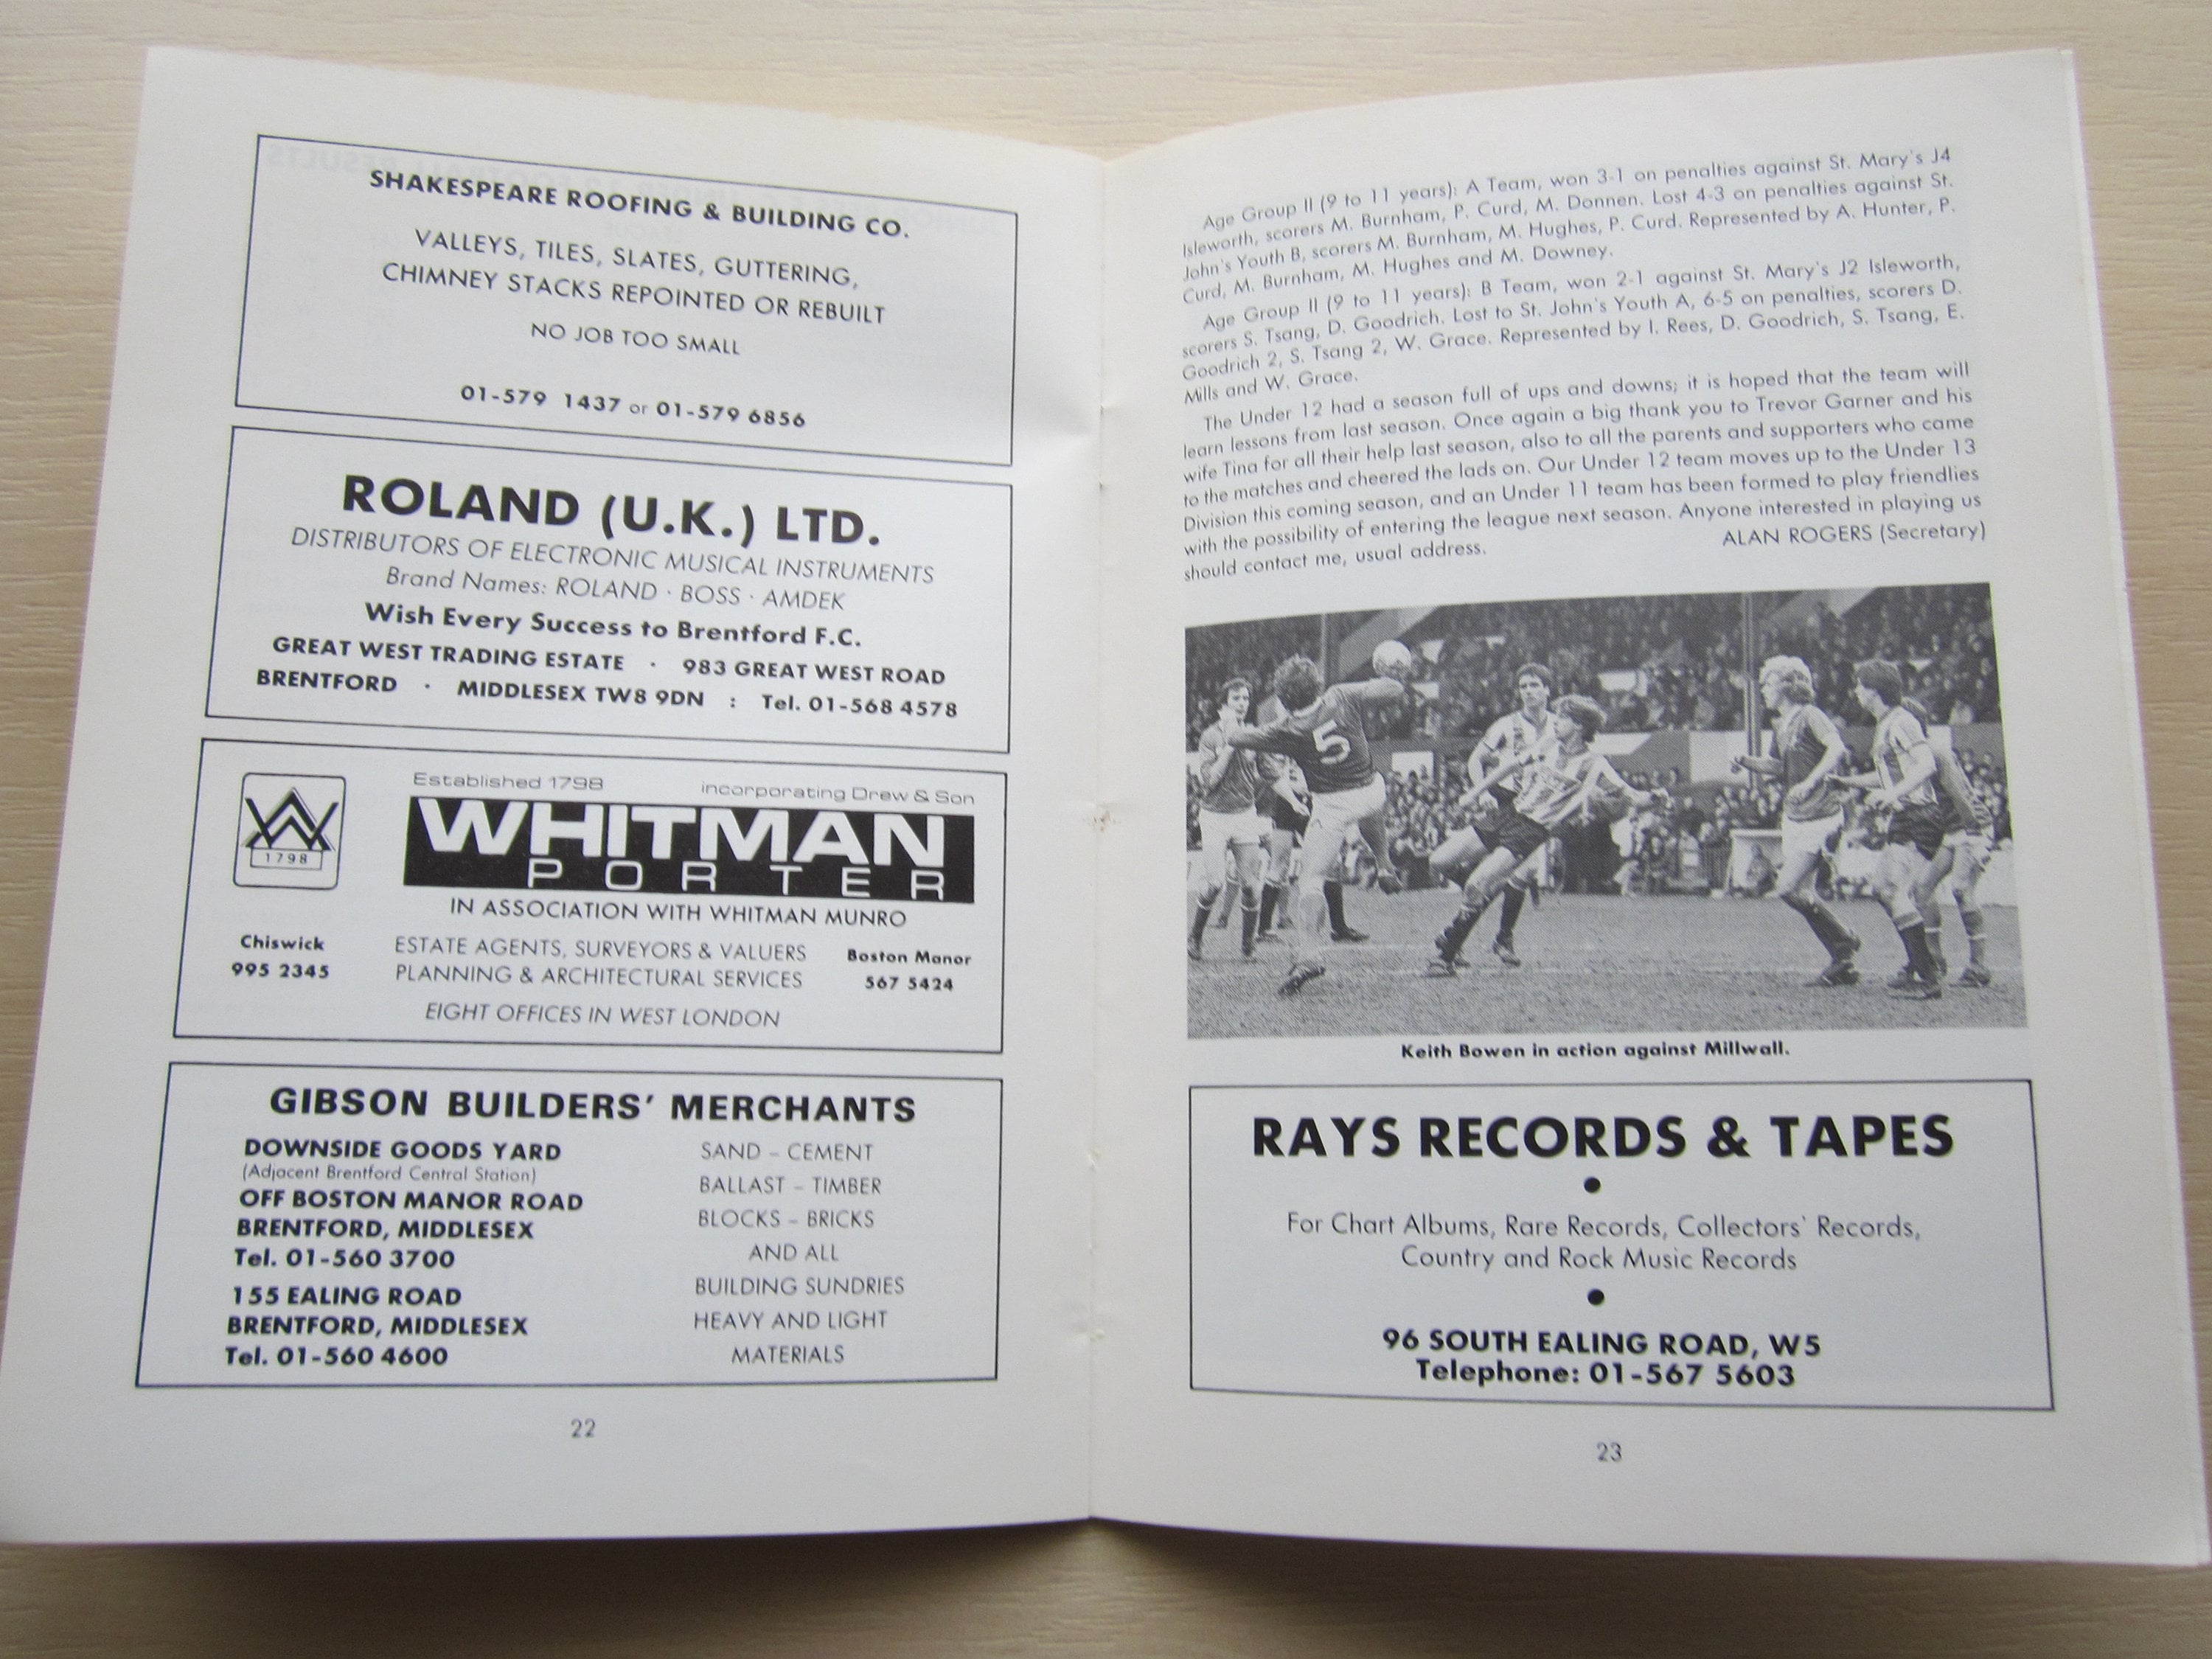 SHAKESPEARE ROOFING & BUILDING CO.
VALLEYS, TILES, SLATES, GUTTERING,
CHIMNEY STACKS REPOINTED OR REBUILT
NO JOB TOO SMALL
01-579 1437 or 01-579 6856
ROLAND (U.K.) LTD.
DISTRIBUTORS OF ELECTRONIC MUSICAL INSTRUMENTS
Brand Names: ROLAND · BOSS · AMDEK
Wish Every Success to Brentford F.C.
GREAT WEST TRADING ESTATE · 983 GREAT WEST ROAD
BRENTFORD · MIDDLESEX TW8 9DN : Tel. 01-568 4578
Established 1798 incorporating Drew & Son
WHITMAN
PORTER
1798
IN ASSOCIATION WITH WHITMAN MUNRO
Chiswick
995 2345
ESTATE AGENTS, SURVEYORS & VALUERS
PLANNING & ARCHITECTURAL SERVICES
Boston Manor
567 5424
EIGHT OFFICES IN WEST LONDON
GIBSON BUILDERS' MERCHANTS
DOWNSIDE GOODS YARD
(Adjacent Brentford Central Station)
OFF BOSTON MANOR ROAD
BRENTFORD, MIDDLESEX
Tel. 01-560 3700
155 EALING ROAD
BRENTFORD, MIDDLESEX
Tel. 01-560 4600
SAND – CEMENT
BALLAST – TIMBER
BLOCKS – BRICKS
AND ALL
BUILDING SUNDRIES
HEAVY AND LIGHT
MATERIALS
22
Age Group II (9 to 11 years): A Team, won 3-1 on penalties against St. Mary's J4
Isleworth, scorers M. Burnham, P. Curd, M. Donnen. Lost 4-3 on penalties against St.
John's Youth B, scorers M. Burnham, M. Hughes, P. Curd. Represented by A. Hunter, P.
Curd, M. Burnham, M. Hughes and M. Downey.
Age Group II (9 to 11 years): B Team, won 2-1 against St. Mary's J2 Isleworth,
scorers S. Tsang, D. Goodrich. Lost to St. John's Youth A, 6-5 on penalties, scorers D.
Goodrich 2, S. Tsang 2, W. Grace. Represented by I. Rees, D. Goodrich, S. Tsang, E.
Mills and W. Grace.
The Under 12 had a season full of ups and downs; it is hoped that the team will
learn lessons from last season. Once again a big thank you to Trevor Garner and his
wife Tina for all their help last season, also to all the parents and supporters who came
to the matches and cheered the lads on. Our Under 12 team moves up to the Under 13
Division this coming season, and an Under 11 team has been formed to play friendlies
with the possibility of entering the league next season. Anyone interested in playing us
should contact me, usual address.
ALAN ROGERS (Secretary)
5
Keith Bowen in action against Millwall.
RAYS RECORDS & TAPES
For Chart Albums, Rare Records, Collectors' Records,
Country and Rock Music Records
96 SOUTH EALING ROAD, W5
Telephone: 01-567 5603
23